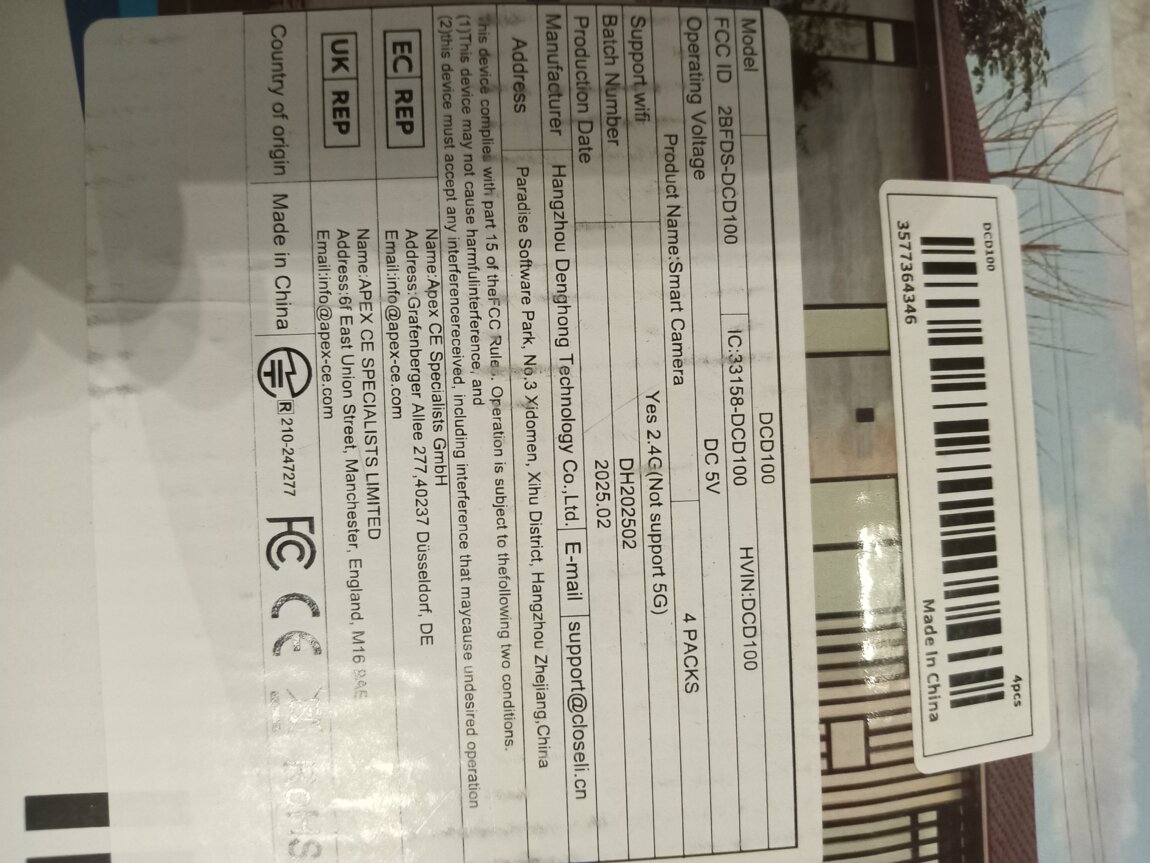 Model DCD100
FCC ID 2BFDS-DCD100 IC:33158-DCD100 HVIN:DCD100
Operating Voltage DC 5V
Product Name:Smart Camera 4 PACKS
Support wifi Yes 2.4G(Not support 5G)
Batch Number DH202502
Production Date 2025.02
Manufacturer Hangzhou Denghong Technology Co.,Ltd. E-mail support@closeli.cn
Address Paradise Software Park, No,3 Xidomen, Xihu District, Hangzhou Zhejiang,China
This device complies with part 15 of theFCC Rules. Operation is subject to thefollowing two conditions.
(1)This device may not cause harmfulinterference, and
(2)this device must accept any interferencereceived, including interference that maycause undesired operation
EC REP
Name:Apex CE Specialists GmbH
Address:Grafenberger Allee 277,40237 Düsseldorf, DE
Email:info@apex-ce.com
UK REP
Name:APEX CE SPECIALISTS LIMITED
Address:6f East Union Street, Manchester, England, M16
Email:info@apex-ce.com
Country of origin Made in China R 210-247277 FC CE
DCD100 4pcs
3577364346 Made In China